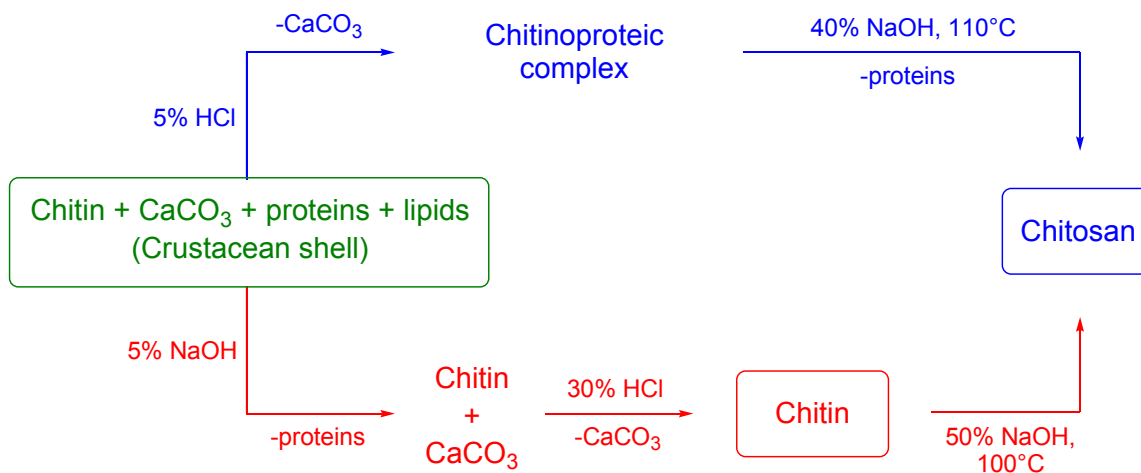 -CaCO₃
Chitinoproteic
complex
40% NaOH, 110°C
-proteins
5% HCl
Chitin + CaCO₃ + proteins + lipids
(Crustacean shell)
Chitosan
5% NaOH
-proteins
Chitin
+
CaCO₃
30% HCl
-CaCO₃
Chitin
50% NaOH,
100°C